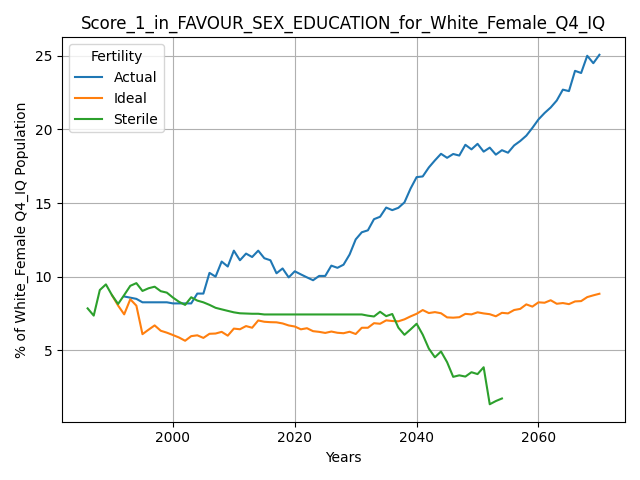 Score_1_in_FAVOUR_SEX_EDUCATION_for_White_Female_Q4_IQ
Fertility
Actual
Ideal
Sterile
% of White_Female Q4_IQ Population
25
20
15
10
5
2000 2020 2040 2060
Years